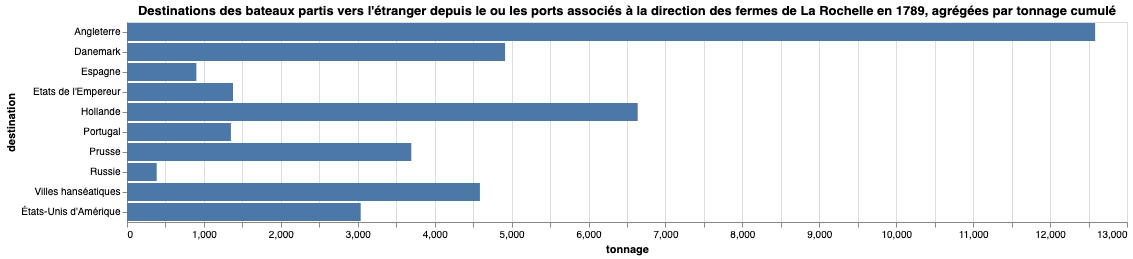 Destinations des bateaux partis vers l'étranger depuis le ou les ports associés à la direction des fermes de La Rochelle en 1789, agrégées par tonnage cumulé
destination
Angleterre
Danemark
Espagne
Etats de l'Empereur
Hollande
Portugal
Prusse
Russie
Villes hanséatiques
États-Unis d'Amérique
0 1,000 2,000 3,000 4,000 5,000 6,000 7,000 8,000 9,000 10,000 11,000 12,000 13,000
tonnage